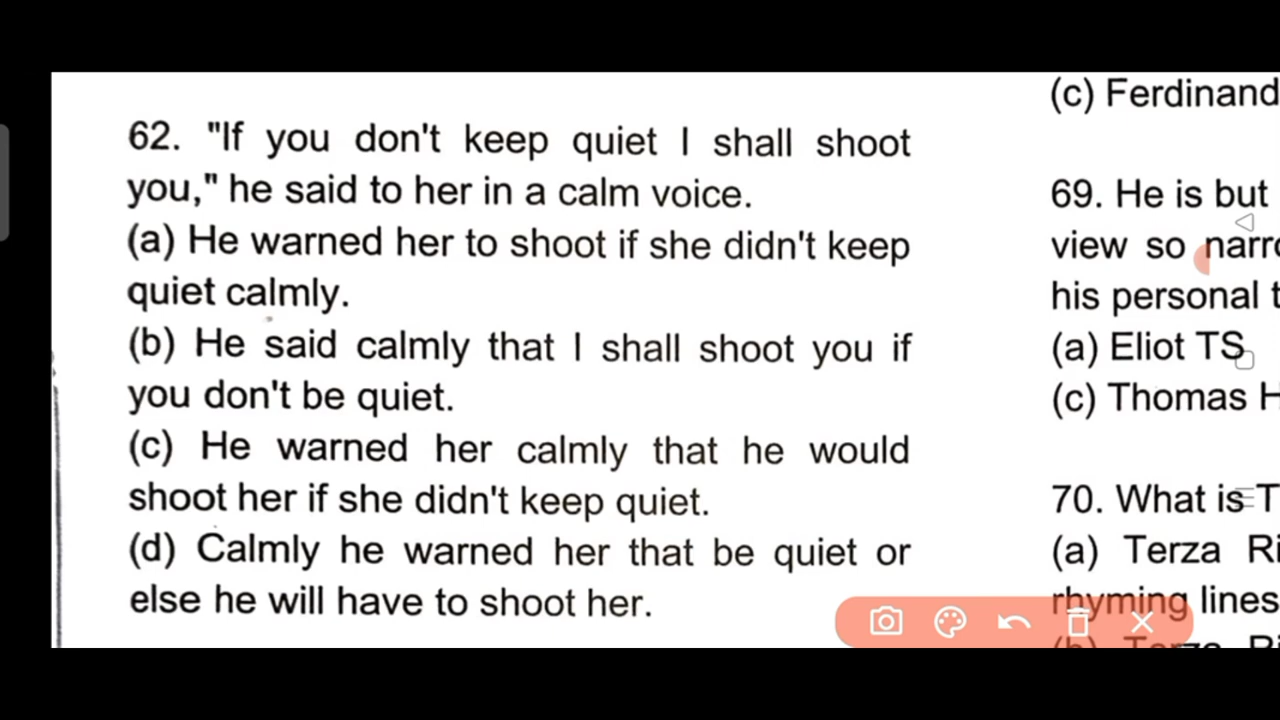 62. "If you don't keep quiet I shall shoot
you," he said to her in a calm voice.
(a) He warned her to shoot if she didn't keep
quiet calmly.
(b) He said calmly that I shall shoot you if
you don't be quiet.
(c) He warned her calmly that he would
shoot her if she didn't keep quiet.
(d) Calmly he warned her that be quiet or
else he will have to shoot her.
(c) Ferdinand
69. He is but
view so
his personal
(a) Eliot TS
(c) Thomas
70. What is
(a) Terza
rhyming lines